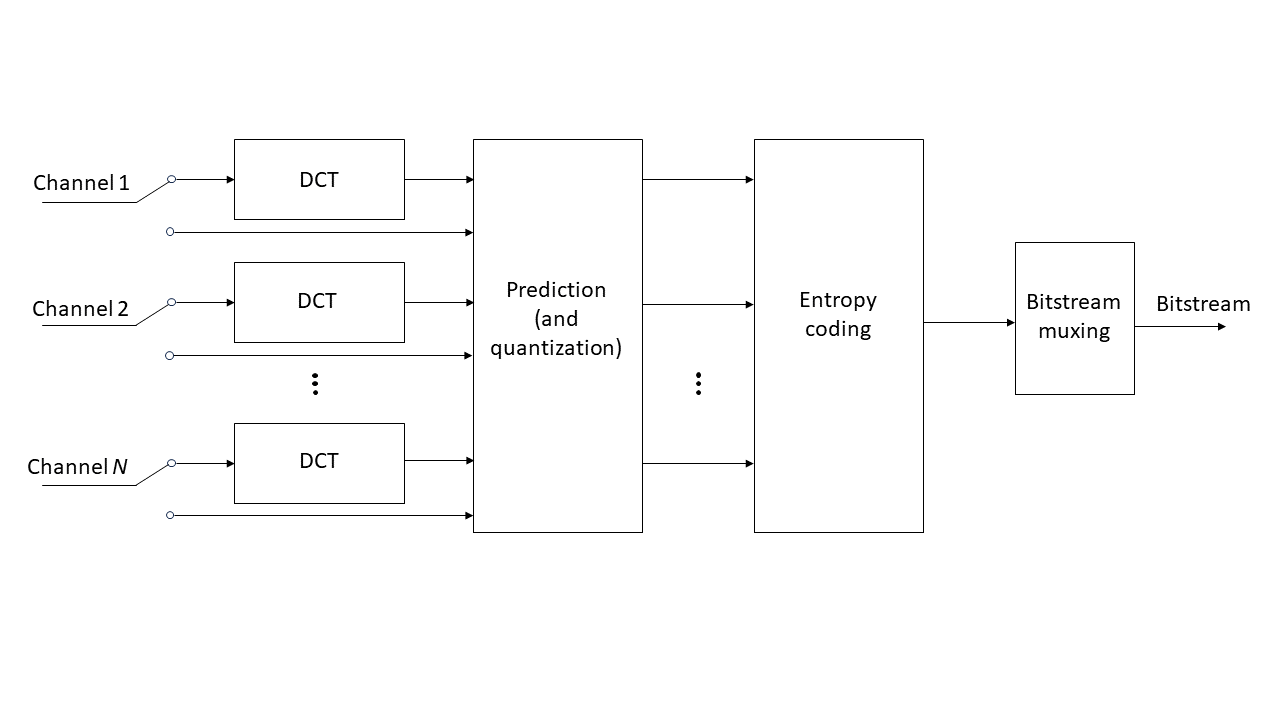 Channel 1
DCT
Channel 2
DCT
Channel N
DCT
Prediction
(and
quantization)
Entropy
coding
Bitstream
muxing
Bitstream